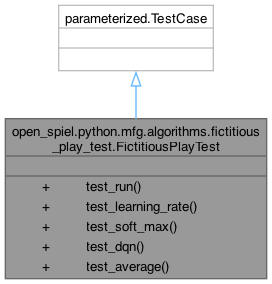 parameterized.TestCase
open_spiel.python.mfg.algorithms.fictitious
_play_test.FictitiousPlayTest
+ test_run()
+ test_learning_rate()
+ test_soft_max()
+ test_dqn()
+ test_average()